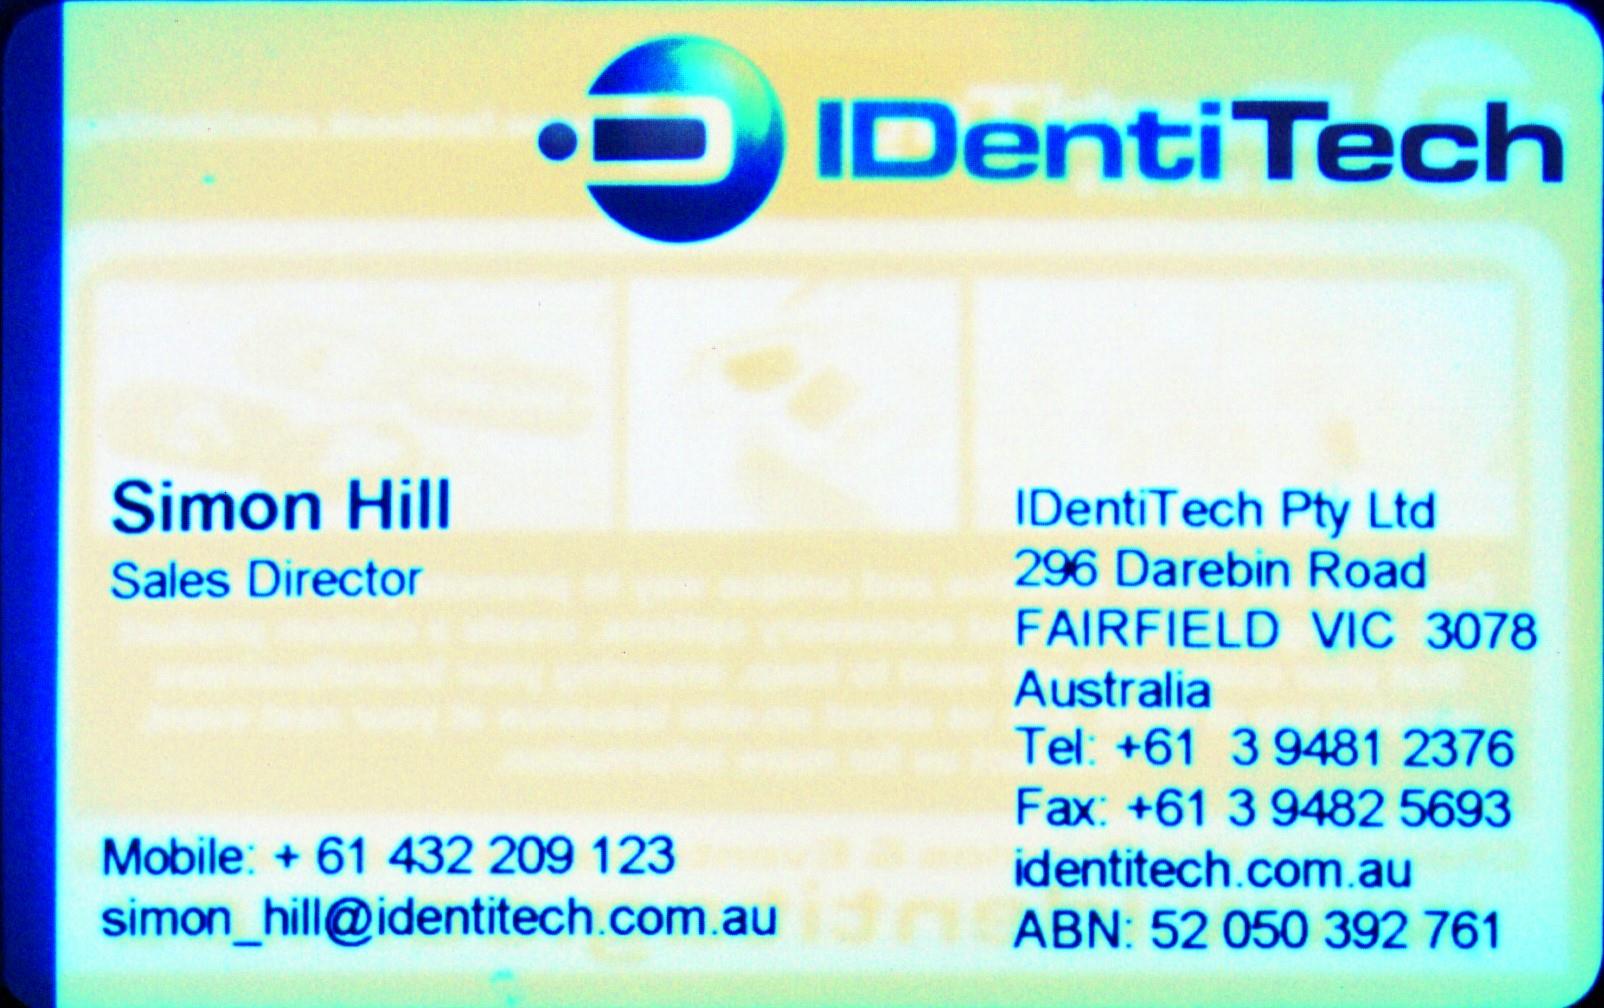 IDentiTech
Simon Hill
Sales Director
Mobile: + 61 432 209 123
simon_hill@identitech.com.au
IDentiTech Pty Ltd
296 Darebin Road
FAIRFIELD VIC 3078
Australia
Tel: +61 3 9481 2376
Fax: +61 3 9482 5693
identitech.com.au
ABN: 52 050 392 761